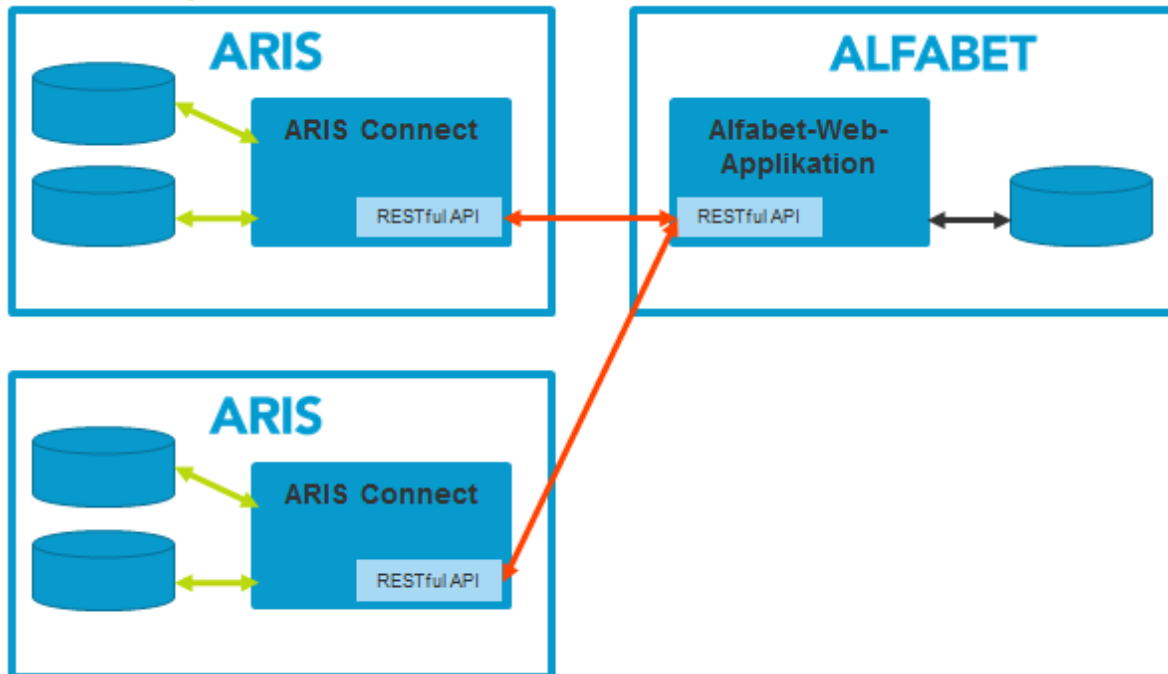 ARIS
ARIS Connect
RESTful API
ALFABET
Alfabet-Web-
Applikation
RESTful API
ARIS
ARIS Connect
RESTful API